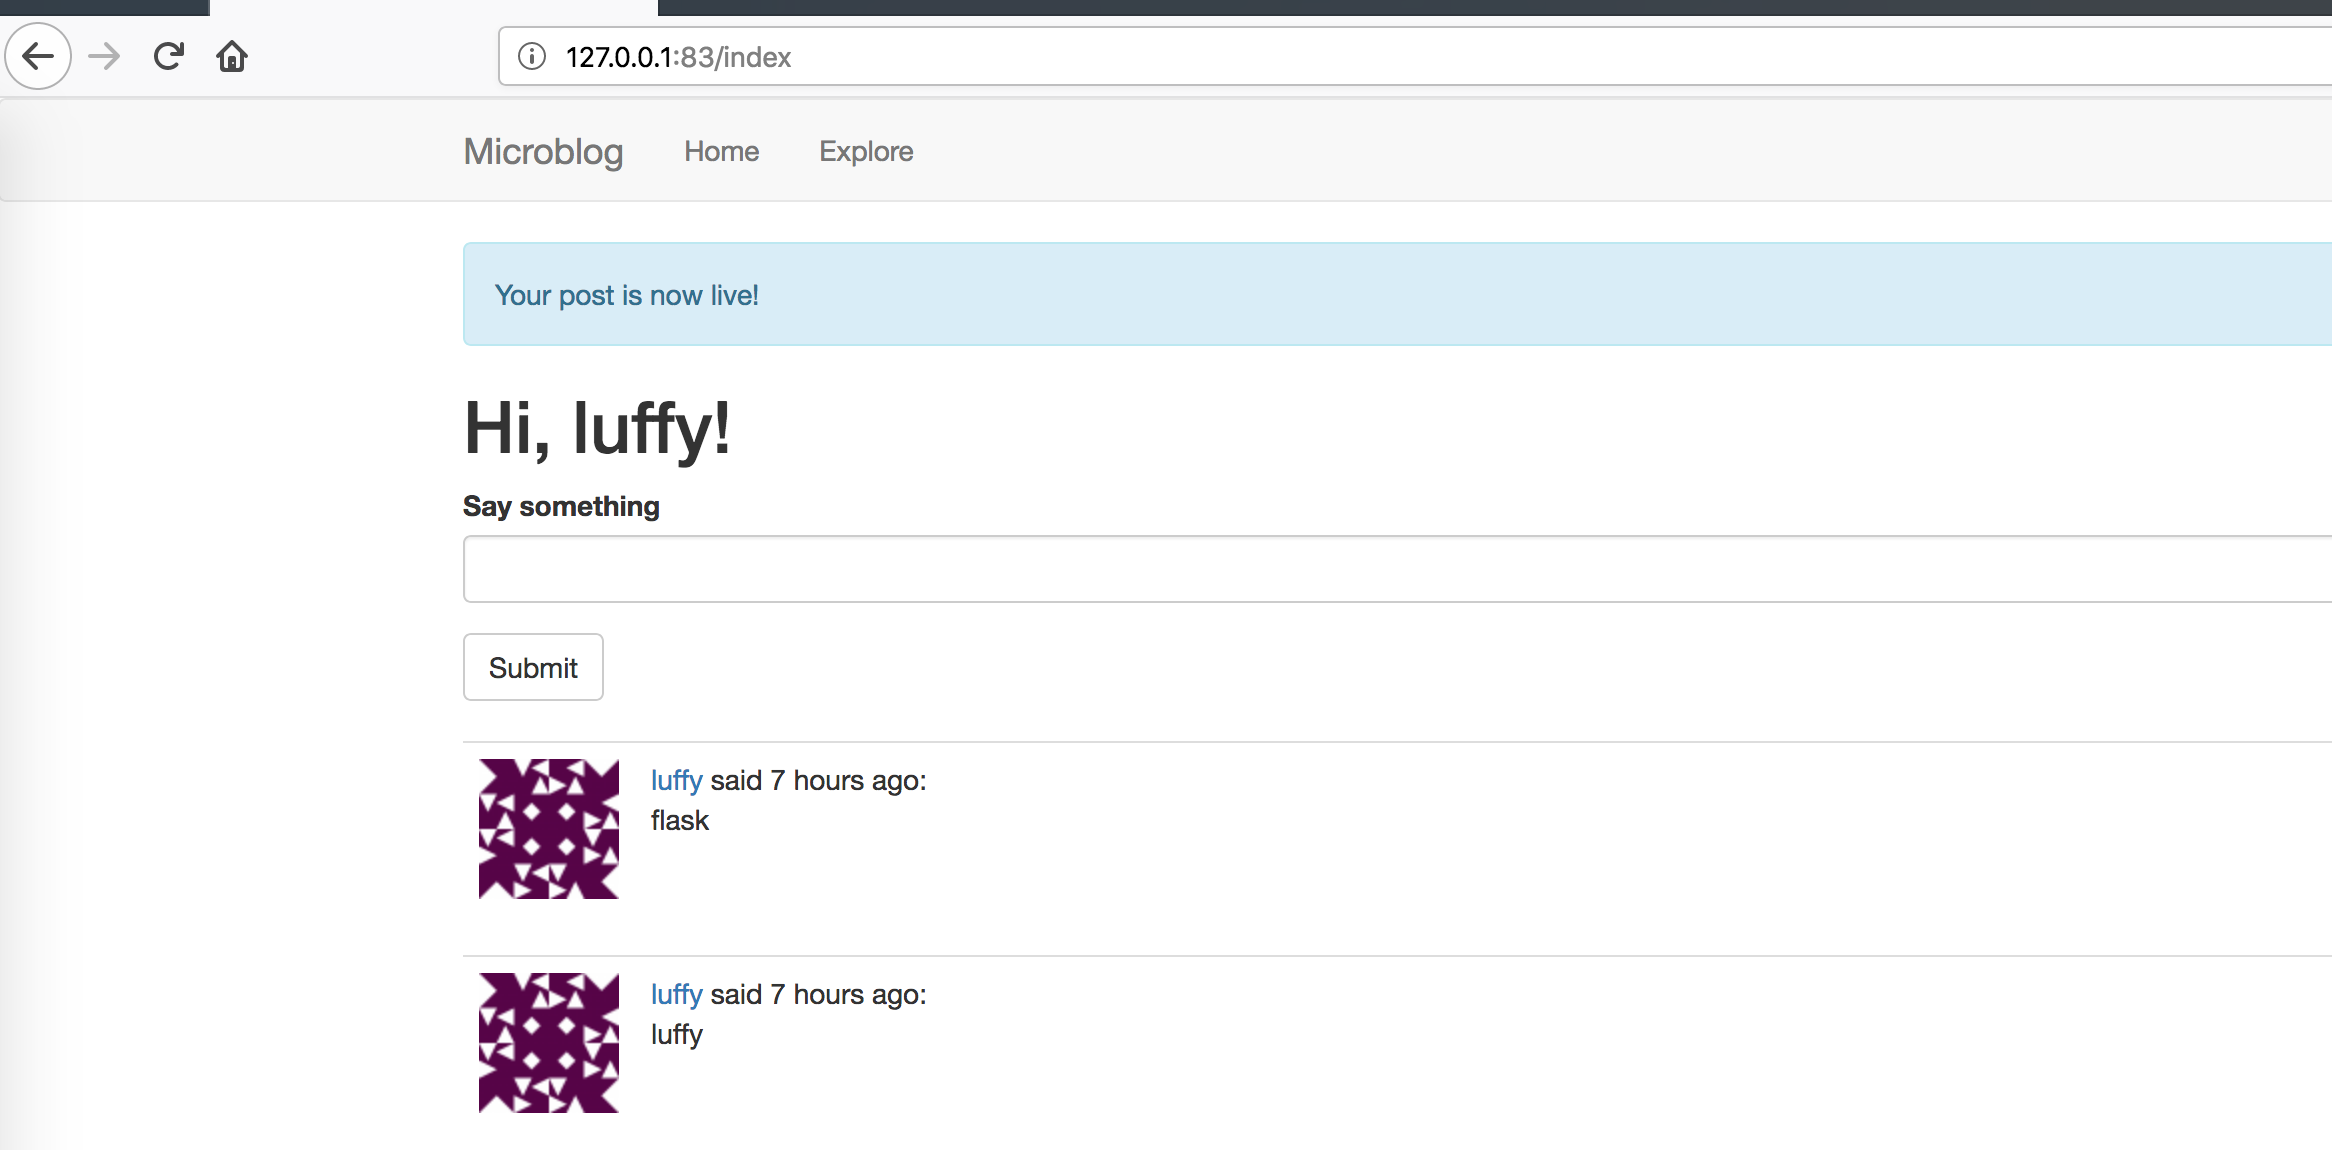 127.0.0.1:83/index
Microblog Home Explore
Your post is now live!
Hi, luffy!
Say something
Submit
luffy said 7 hours ago:
flask
luffy said 7 hours ago:
luffy